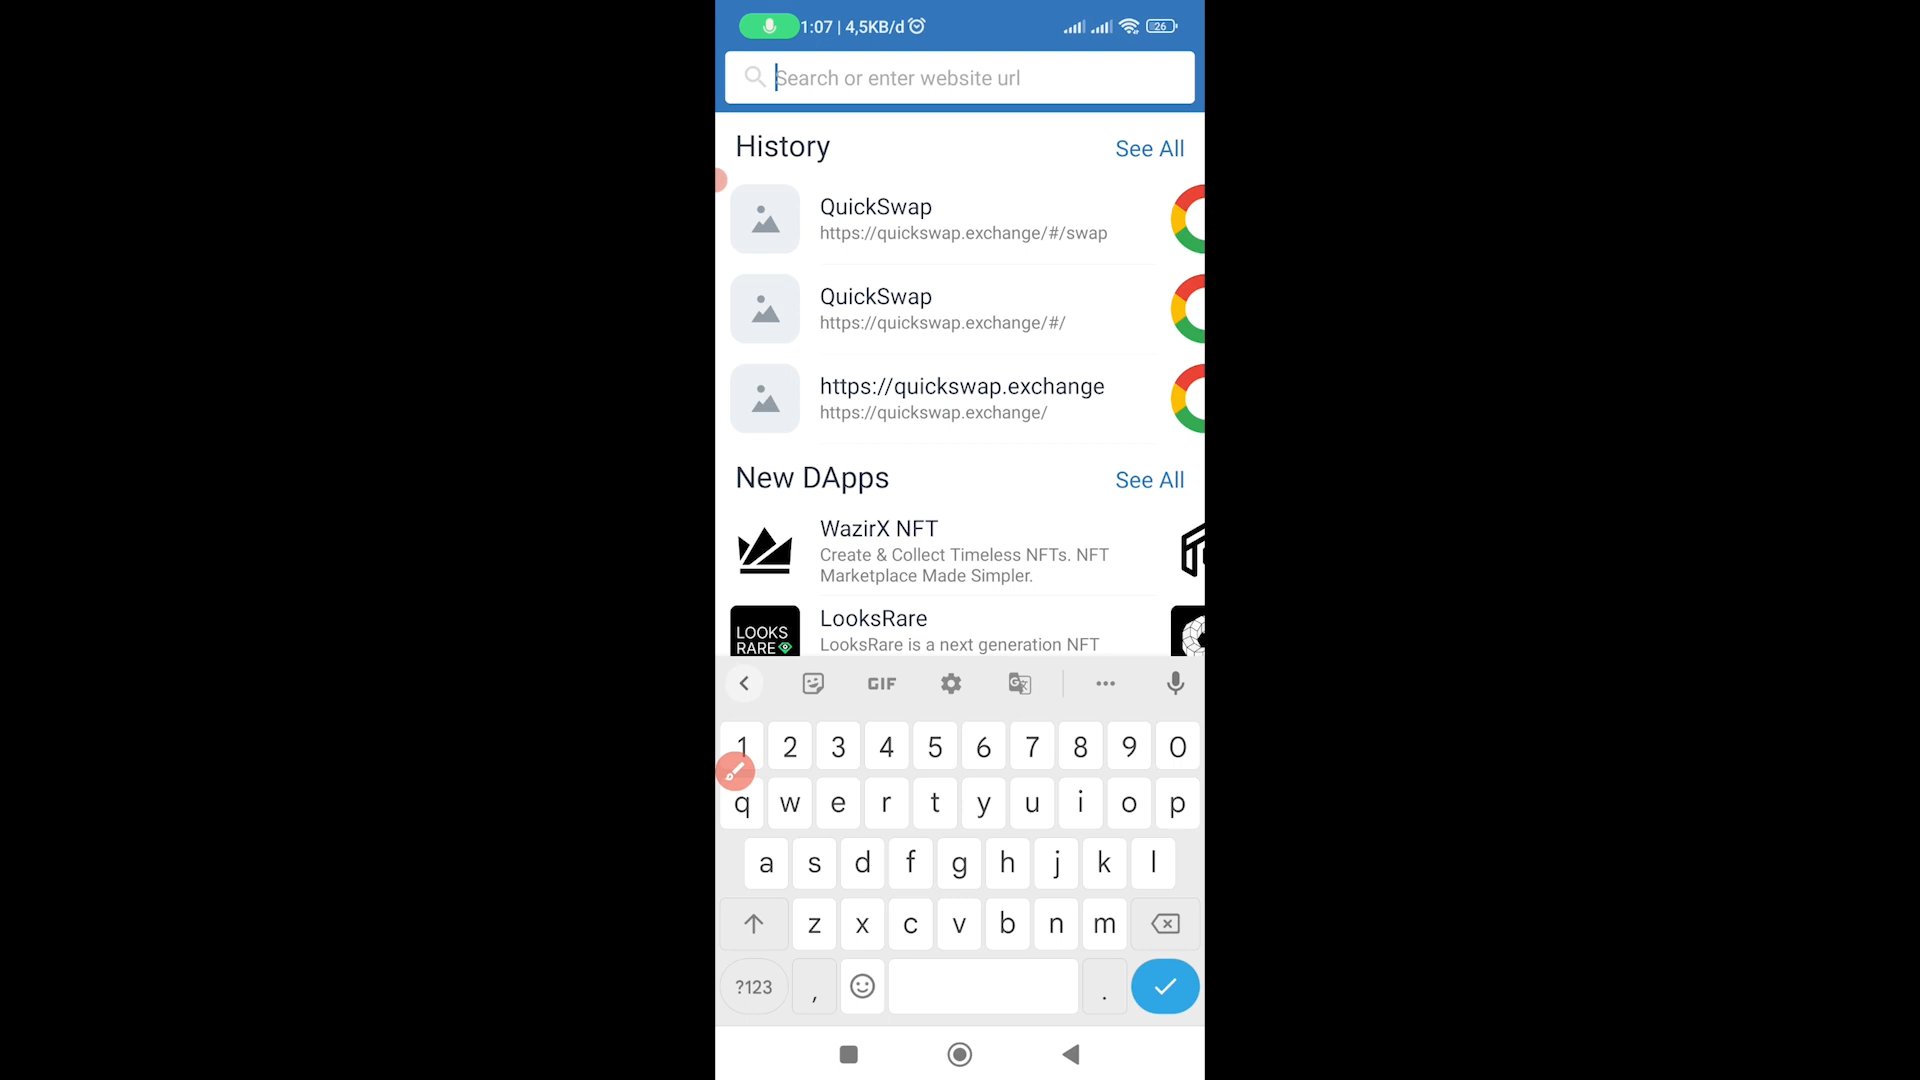 1:07 | 4,5KB/d
26
Search or enter website url
History
See All
QuickSwap
https://quickswap.exchange/#/swap
QuickSwap
https://quickswap.exchange/#/
https://quickswap.exchange
https://quickswap.exchange/
New DApps
See All
WazirX NFT
Create & Collect Timeless NFTs. NFT
Marketplace Made Simpler.
LOOKS
RARE
LooksRare
LooksRare is a next generation NFT
GIF
1 2 3 4 5 6 7 8 9 0
q w e r t y u i o p
a s d f g h j k l
z x c v b n m
?123 , .